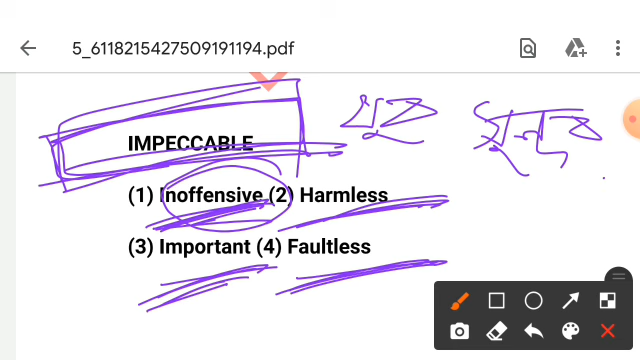 5_6118215427509191194.pdf
IMPECCABLE
(1) Inoffensive (2) Harmless
(3) Important (4) Faultless